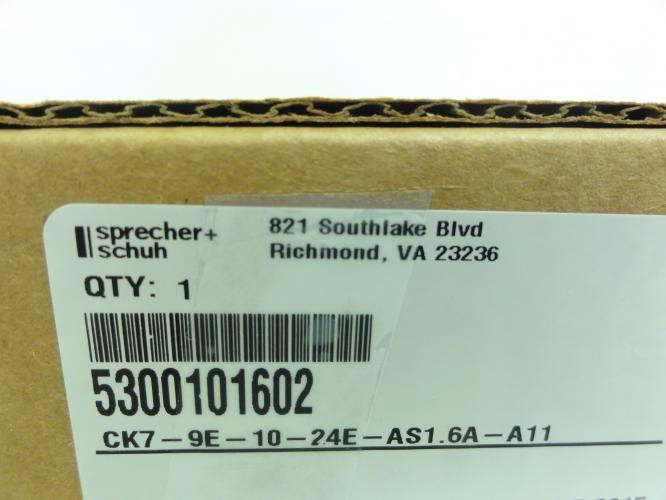 sprecher+ 821 Southlake Blvd
schuh Richmond, VA 23236
QTY: 1
5300101602
CK7-9E-10-24E-AS1.6A-A11